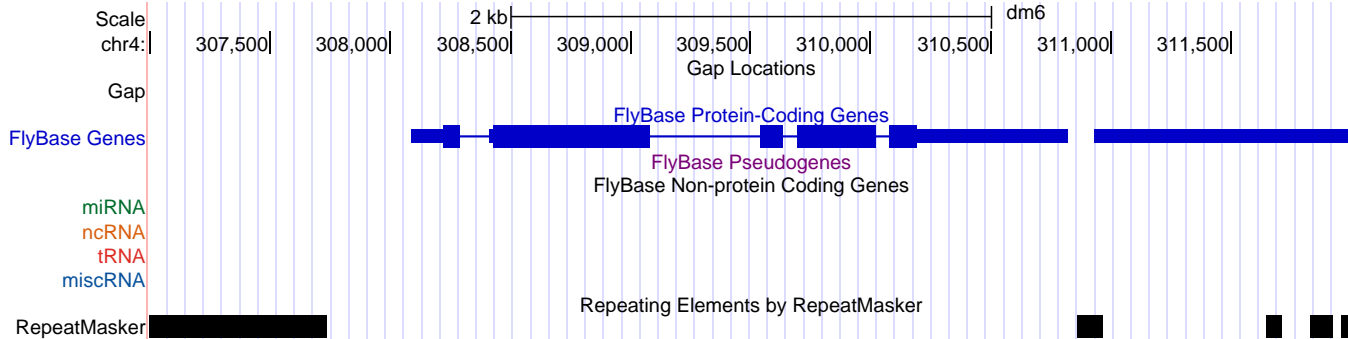 Scale 2 kb dm6
chr4: 307,500 308,000 308,500 309,000 309,500 310,000 310,500 311,000 311,500
Gap Locations
Gap
FlyBase Protein-Coding Genes
FlyBase Genes
FlyBase Pseudogenes
FlyBase Non-protein Coding Genes
miRNA
ncRNA
tRNA
miscRNA
Repeating Elements by RepeatMasker
RepeatMasker